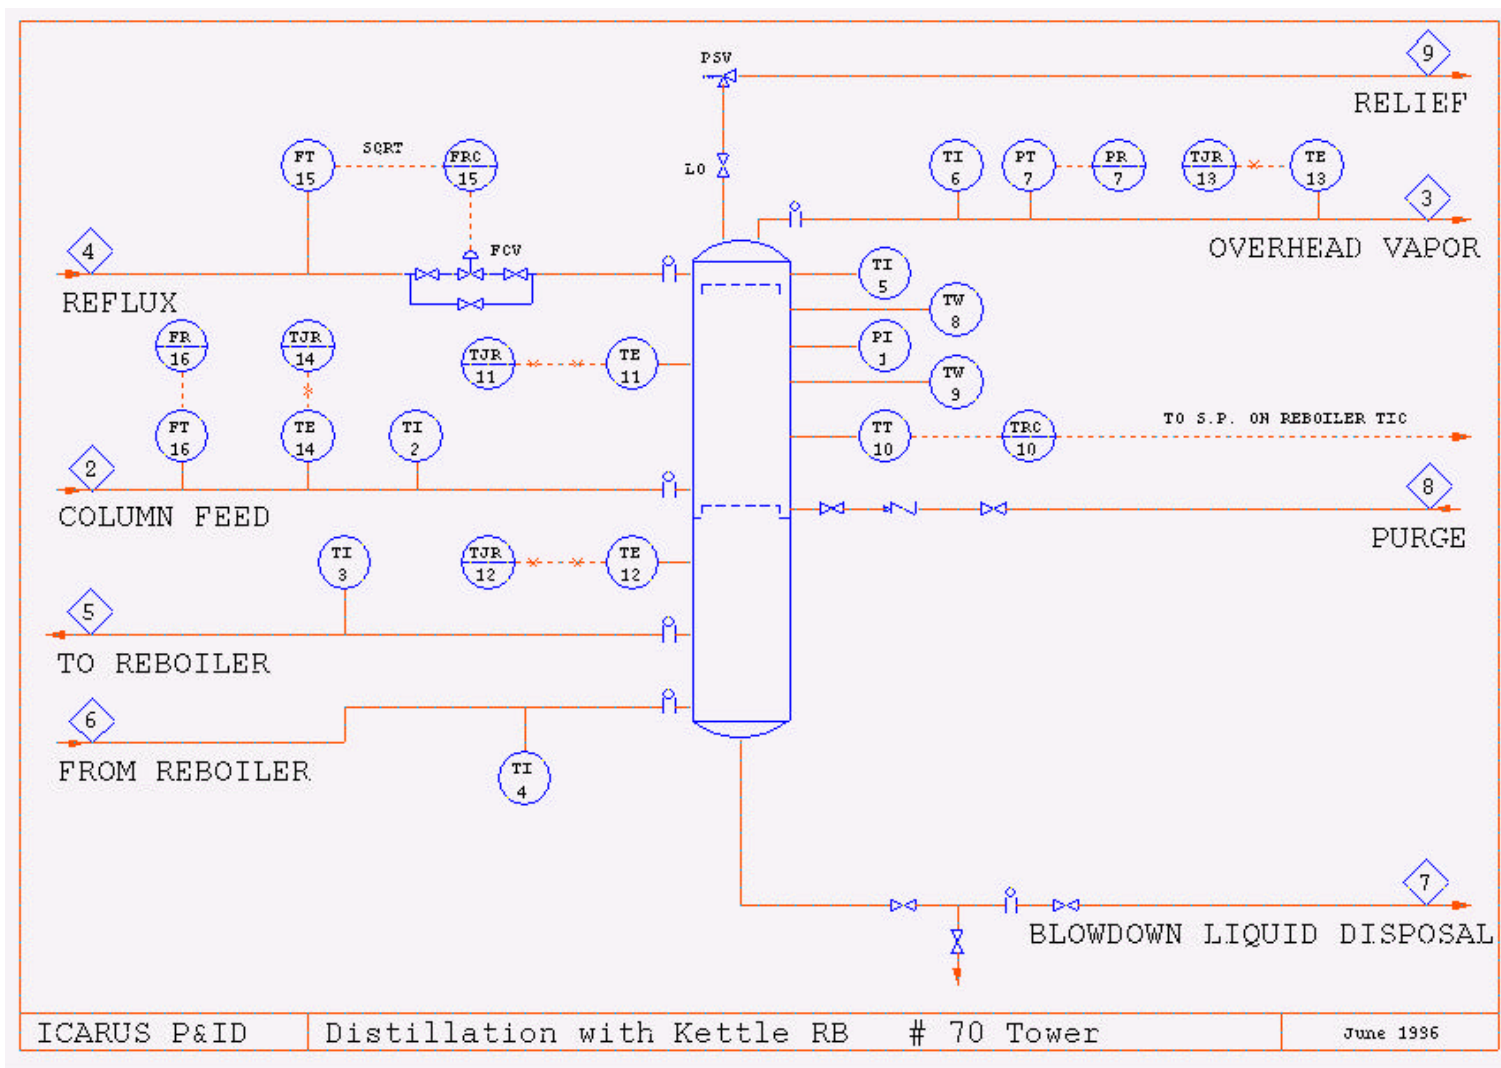 PSV
9
RELIEF
FT
15
SQRT
FRC
15
LO
TI
6
PT
7
PR
7
TJR
13
TE
13
3
OVERHEAD VAPOR
4
REFLUX
FCV
TI
5
TW
8
PI
1
TW
9
FR
16
TJR
14
TJR
11
TE
11
FT
16
TE
14
TI
2
TT
10
TRC
10
TO S.P. ON REBOILER TIC
2
COLUMN FEED
8
PURGE
TI
3
TJR
12
TE
12
5
TO REBOILER
6
FROM REBOILER
TI
4
7
BLOWDOWN LIQUID DISPOSAL
ICARUS P&ID
Distillation with Kettle RB # 70 Tower
June 1996